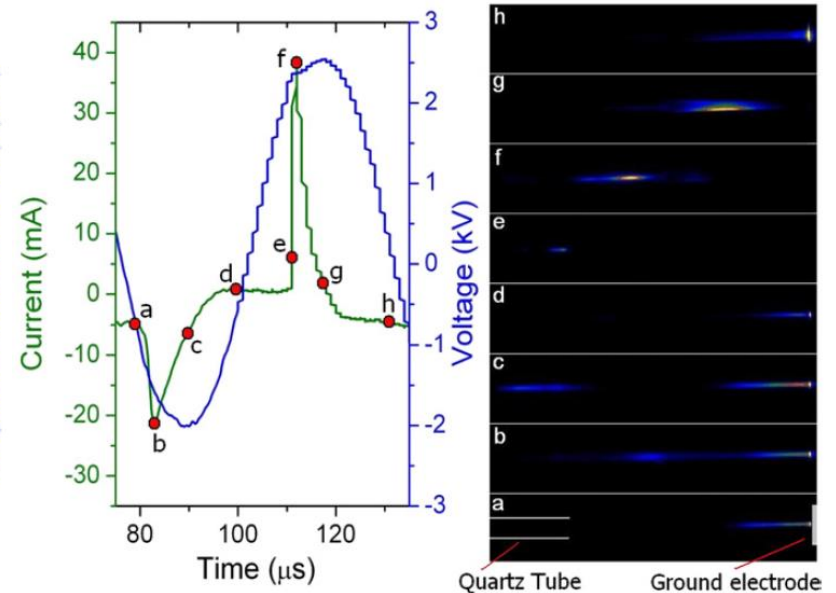 Current (mA)
40
30
20
10
0
-10
-20
-30
80
100
120
Time (μs)
3
2
1
0
-1
-2
-3
Voltage (kV)
a
b
c
d
e
f
g
h
h
g
f
e
d
c
b
a
Quartz Tube
Ground electrode